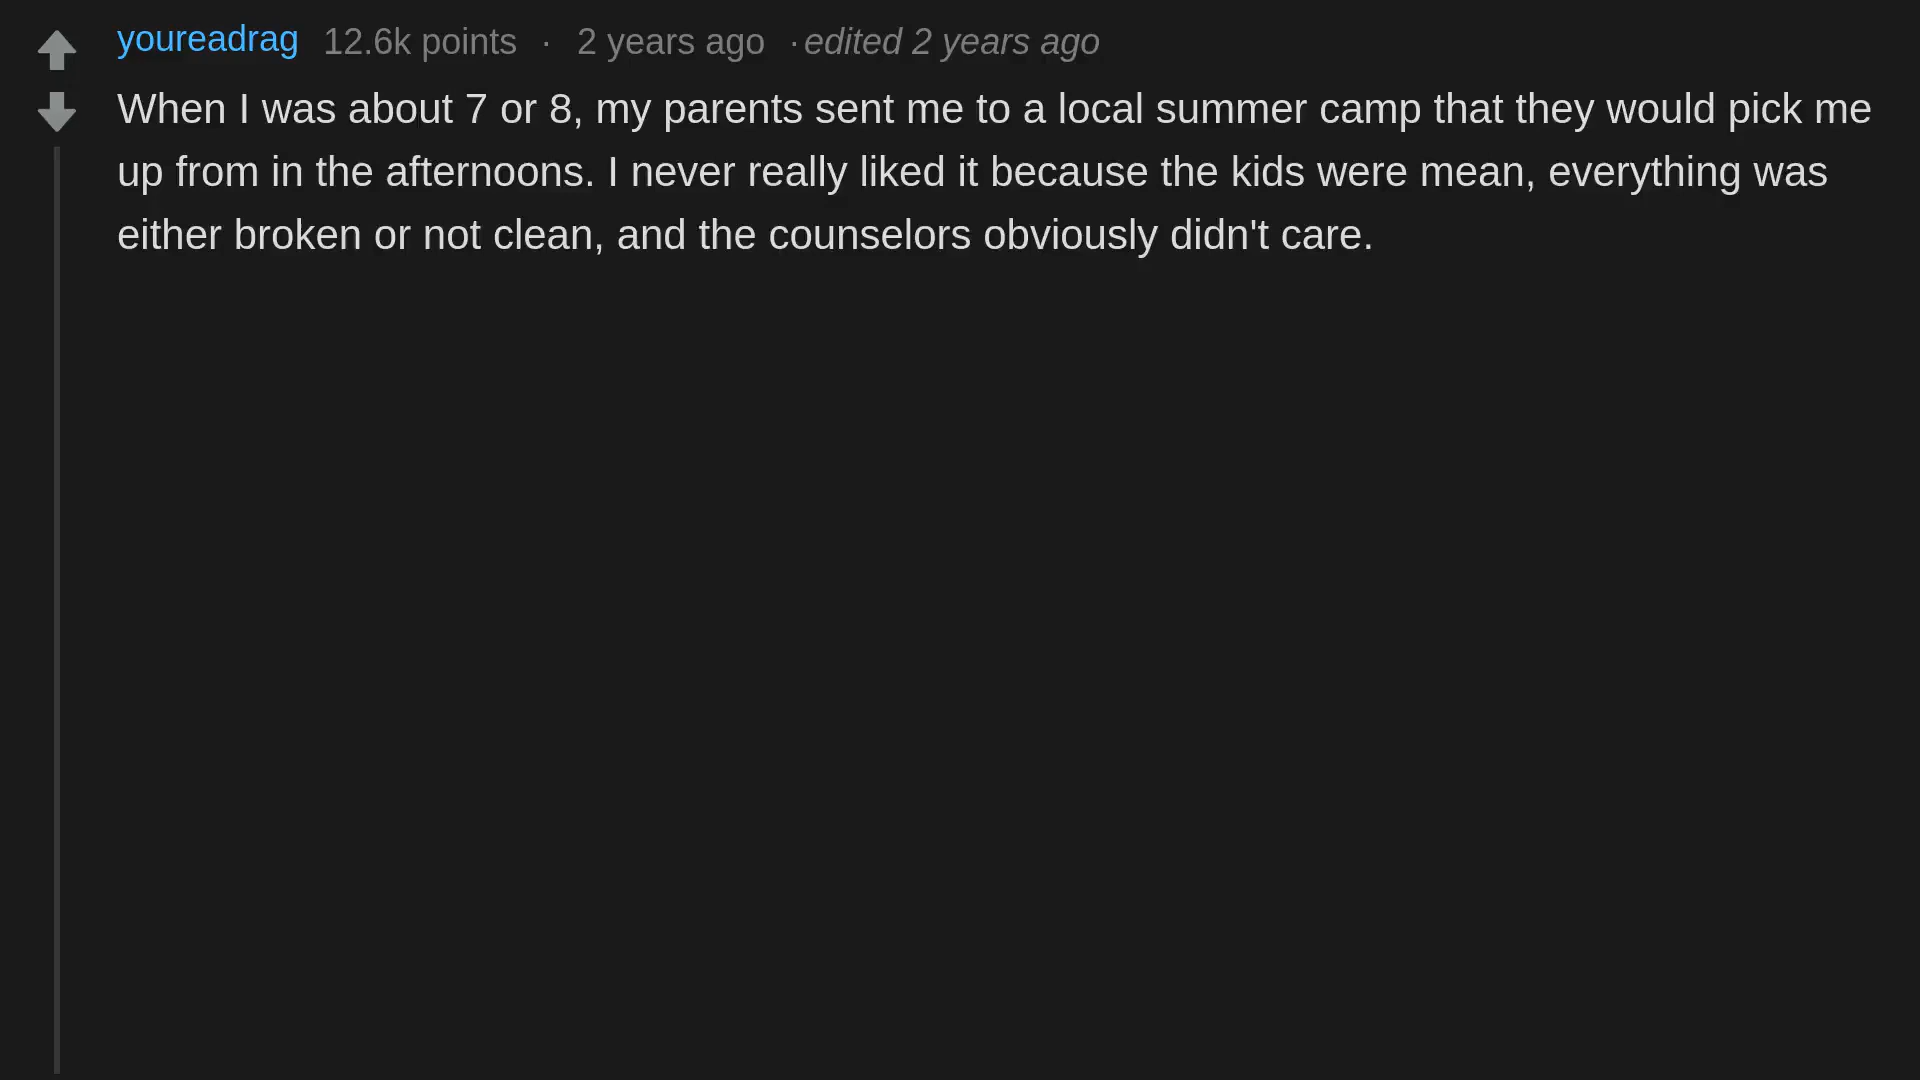 youreadrag 12.6k points · 2 years ago · edited 2 years ago
When I was about 7 or 8, my parents sent me to a local summer camp that they would pick me
up from in the afternoons. I never really liked it because the kids were mean, everything was
either broken or not clean, and the counselors obviously didn't care.